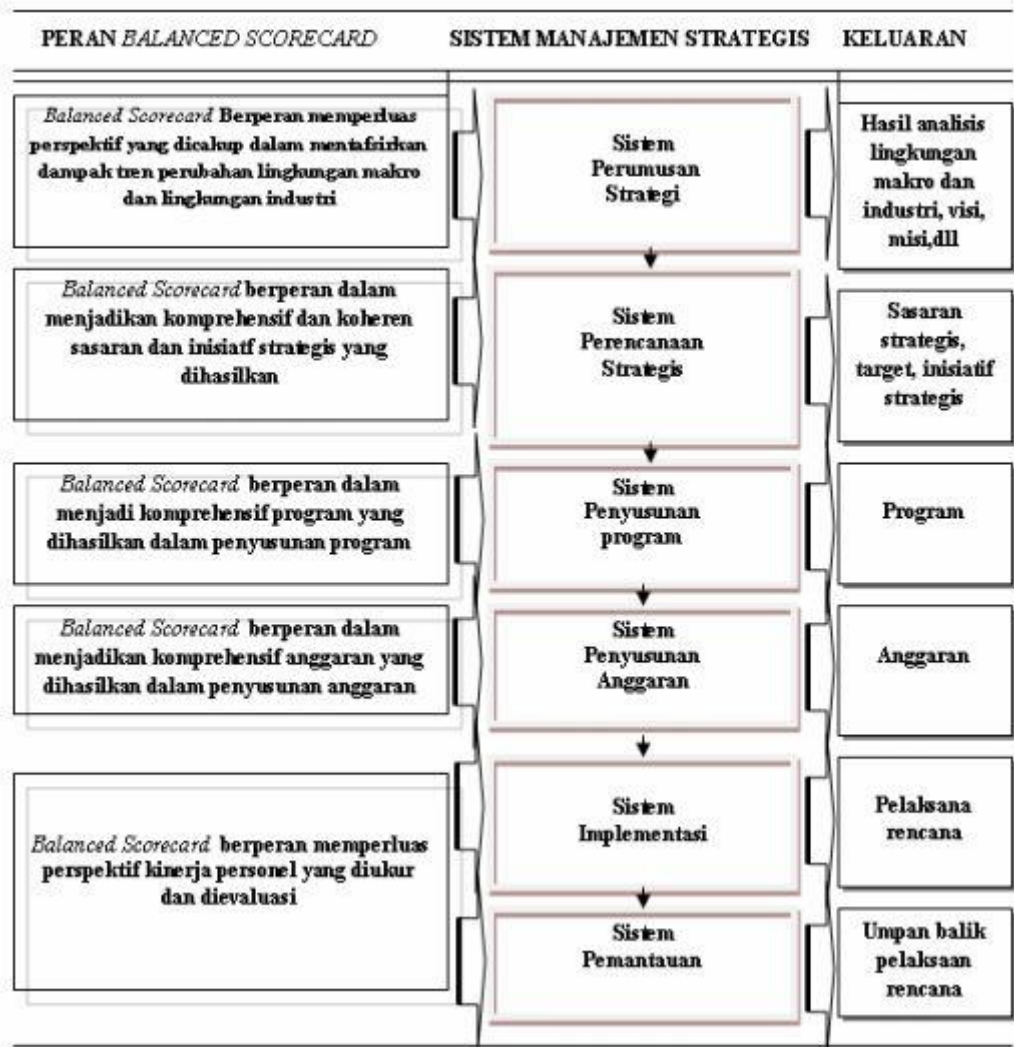 PERAN BALANCED SCORECARD
SISTEM MANAJEMEN STRATEGIS
KELUARAN
Balanced Scorecard Berperan memperluas
perspektif yang dicakup dalam mentafsirkan
dampak tren perubahan lingkungan makro
dan lingkungan industri
Sistem
Perumusan
Strategi
Hasil analisis
lingkungan
makro dan
industri, visi,
misi,dll
Balanced Scorecard berperan dalam
menjadikan komprehensif dan koheren
sasaran dan inisiatf strategis yang
dihasilkan
Sistem
Perencanaan
Strategis
Sasaran
strategis,
target, inisiatif
strategis
Balanced Scorecard berperan dalam
menjadi komprehensif program yang
dihasilkan dalam penyusunan program
Sistem
Penyusunan
program
Program
Balanced Scorecard berperan dalam
menjadikan komprehensif anggaran yang
dihasilkan dalam penyusunan anggaran
Sistem
Penyusunan
Anggaran
Anggaran
Balanced Scorecard berperan memperluas
perspektif kinerja personel yang diukur
dan dievaluasi
Sistem
Implementasi
Pelaksana
rencana
Sistem
Pemantauan
Umpan balik
pelaksaan
rencana